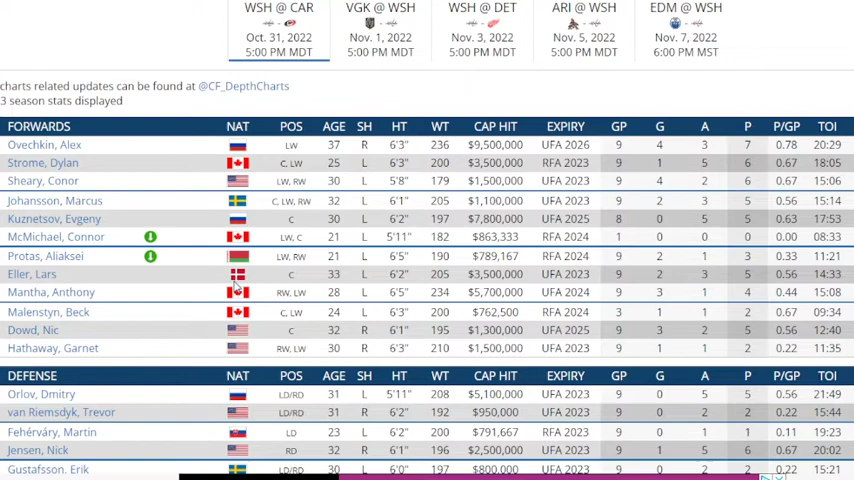 WSH @ CAR VGK @ WSH WSH @ DET ARI @ WSH EDM @ WSH
Oct. 31, 2022 Nov. 1, 2022 Nov. 3, 2022 Nov. 5, 2022 Nov. 7, 2022
5:00 PM MDT 5:00 PM MDT 5:00 PM MDT 5:00 PM MDT 6:00 PM MST
charts related updates can be found at @CF_DepthCharts
3 season stats displayed
FORWARDS NAT POS AGE SH HT WT CAP HIT EXPIRY GP G A P P/GP TOI
Ovechkin, Alex LW 37 R 6'3" 236 $9,500,000 UFA 2026 9 4 3 7 0.78 20:29
Strome, Dylan C, LW 25 L 6'3" 200 $3,500,000 RFA 2023 9 1 5 6 0.67 18:05
Sheary, Conor LW, RW 30 L 5'8" 179 $1,500,000 UFA 2023 9 4 2 6 0.67 15:06
Johansson, Marcus C, LW, RW 32 L 6'1" 205 $1,100,000 UFA 2023 9 2 3 5 0.56 15:14
Kuznetsov, Evgeny C 30 L 6'2" 197 $7,800,000 UFA 2025 8 0 5 5 0.63 17:53
McMichael, Connor LW, C 21 L 5'11" 182 $863,333 RFA 2024 1 0 0 0 0.00 08:33
Protas, Aliaksei LW, RW 21 L 6'5" 190 $789,167 RFA 2024 9 2 1 3 0.33 11:21
Eller, Lars C 33 L 6'2" 205 $3,500,000 UFA 2023 9 2 3 5 0.56 14:33
Mantha, Anthony RW, LW 28 L 6'5" 234 $5,700,000 UFA 2024 9 3 1 4 0.44 15:08
Malenstyn, Beck C, LW 24 L 6'3" 200 $762,500 RFA 2024 3 1 1 2 0.67 09:34
Dowd, Nic C 32 R 6'1" 195 $1,300,000 UFA 2025 9 3 2 5 0.56 12:40
Hathaway, Garnet RW, LW 30 R 6'3" 210 $1,500,000 UFA 2023 9 1 1 2 0.22 11:35
DEFENSE NAT POS AGE SH HT WT CAP HIT EXPIRY GP G A P P/GP TOI
Orlov, Dmitry LD/RD 31 L 5'11" 208 $5,100,000 UFA 2023 9 0 5 5 0.56 21:49
van Riemsdyk, Trevor LD/RD 31 R 6'2" 192 $950,000 UFA 2023 9 0 2 2 0.22 15:44
Fehérváry, Martin LD 23 L 6'2" 200 $791,667 RFA 2023 9 0 1 1 0.11 19:23
Jensen, Nick RD 32 R 6'1" 196 $2,500,000 UFA 2023 9 1 5 6 0.67 20:02
Gustafsson, Erik LD/RD 30 L 6'0" 197 $800,000 UFA 2023 9 0 2 2 0.22 15:21